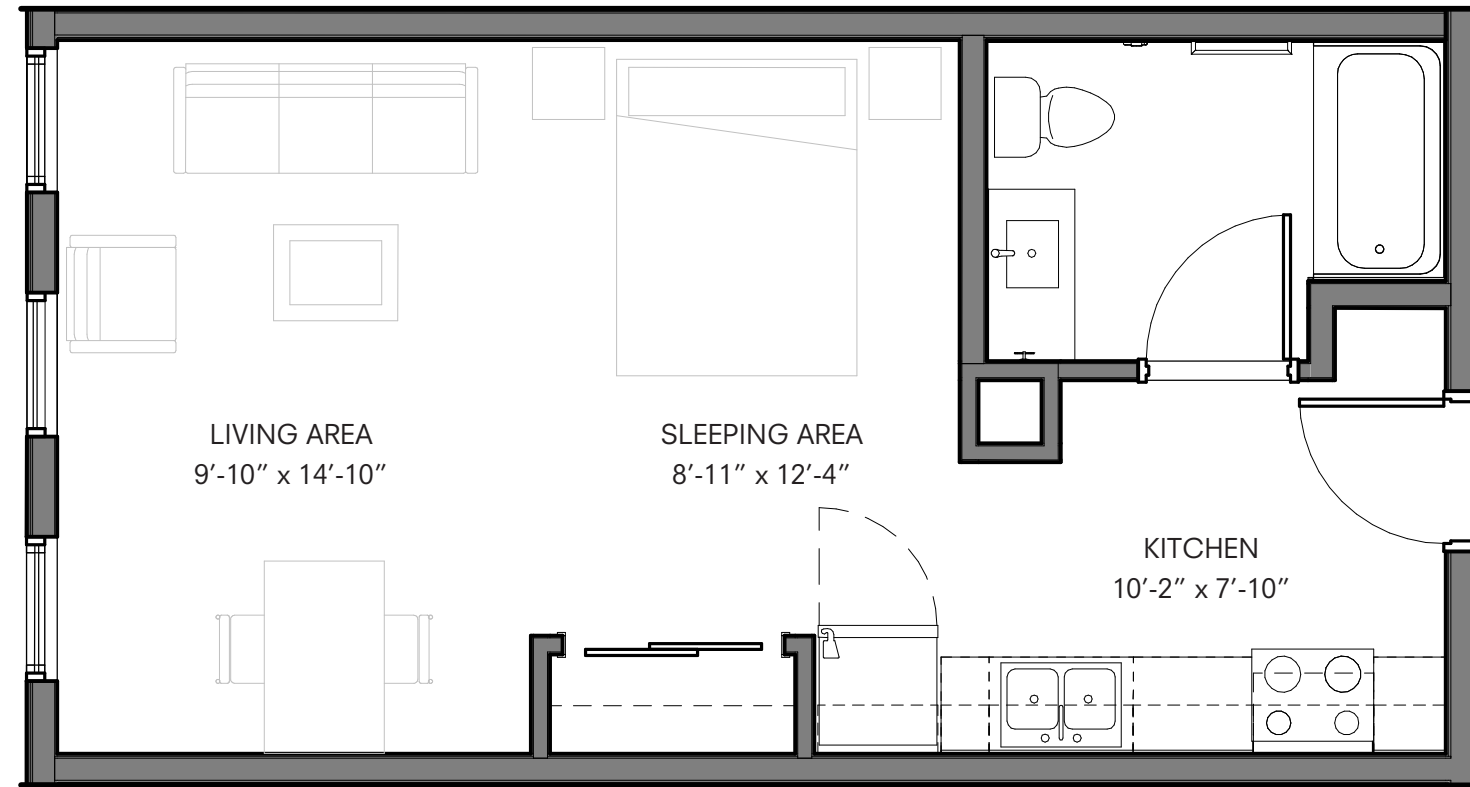 LIVING AREA
9′-10″ x 14′-10″
SLEEPING AREA
8′-11″ x 12′-4″
KITCHEN
10′-2″ x 7′-10″